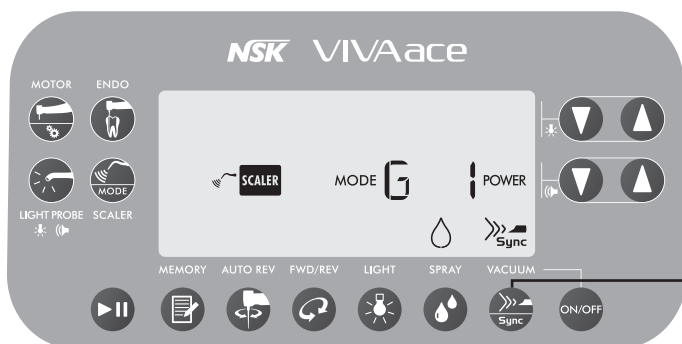 NSK VIVAace
MOTOR ENDO
SCALER MODE G 1 POWER
MODE
LIGHT PROBE SCALER
Sync
MEMORY AUTO REV FWD/REV LIGHT SPRAY VACUUM
Sync
ON/OFF